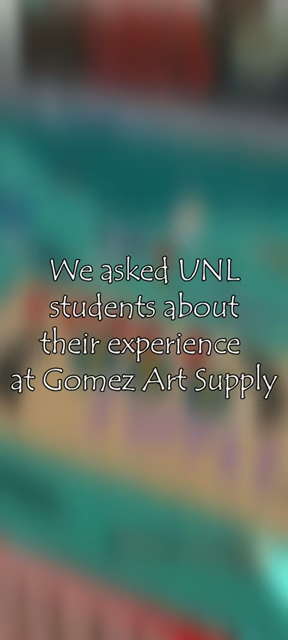 We asked UNL
students about
their experience
at Gomez Art Supply